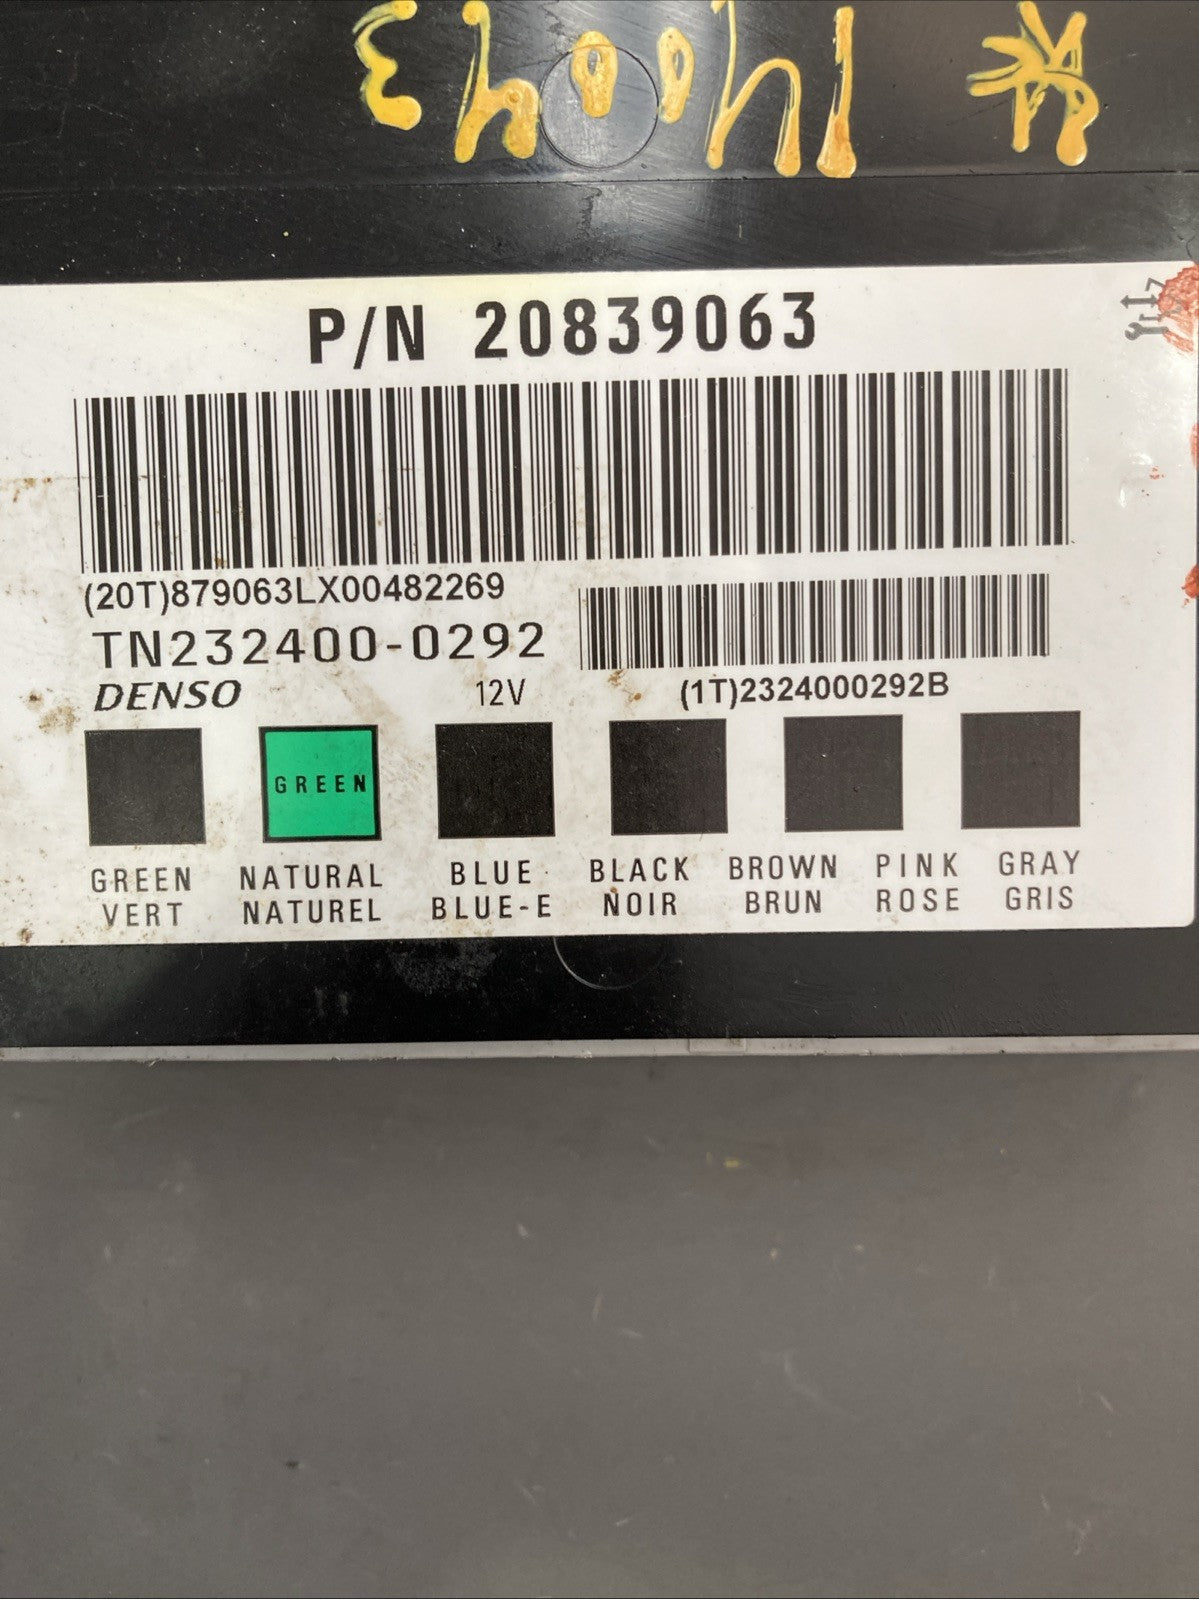 P/N 20839063
(20T)879063LX00482269
TN232400-0292
DENSO 12V (1T)2324000292B
GREEN
GREEN NATURAL BLUE BLACK BROWN PINK GRAY
VERT NATUREL BLUE-E NOIR BRUN ROSE GRIS